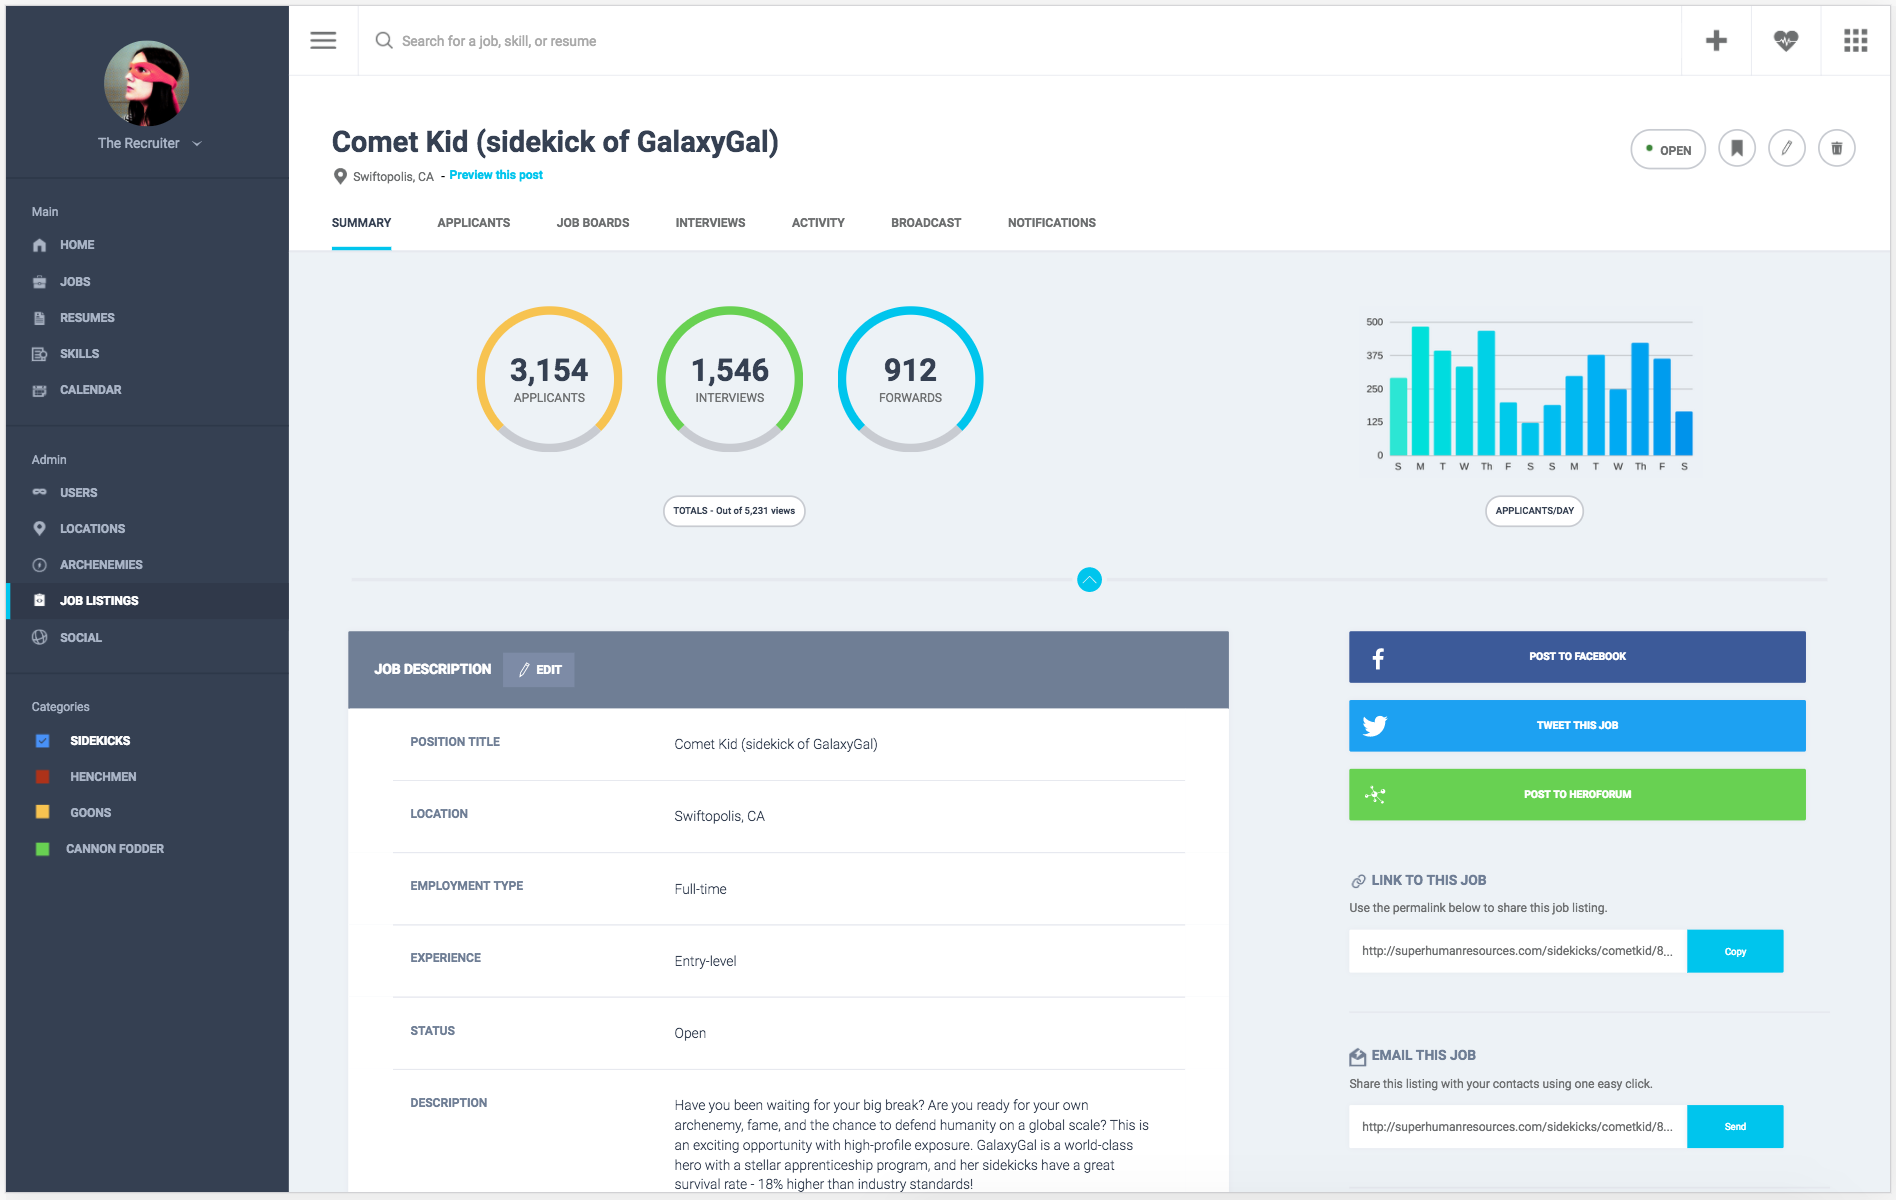 The Recruiter
Main
HOME
JOBS
RESUMES
SKILLS
CALENDAR
Admin
USERS
LOCATIONS
ARCHENEMIES
JOB LISTINGS
SOCIAL
Categories
SIDEKICKS
HENCHMEN
GOONS
CANNON FODDER
Search for a job, skill, or resume
Comet Kid (sidekick of GalaxyGal)
Swiftopolis, CA - Preview this post
OPEN
SUMMARY APPLICANTS JOB BOARDS INTERVIEWS ACTIVITY BROADCAST NOTIFICATIONS
3,154
APPLICANTS
1,546
INTERVIEWS
912
FORWARDS
TOTALS - Out of 5,231 views
500
375
250
125
0
S M T W Th F S S M T W Th F S
APPLICANTS/DAY
JOB DESCRIPTION EDIT
POSITION TITLE Comet Kid (sidekick of GalaxyGal)
LOCATION Swiftopolis, CA
EMPLOYMENT TYPE Full-time
EXPERIENCE Entry-level
STATUS Open
DESCRIPTION Have you been waiting for your big break? Are you ready for your own
archenemy, fame, and the chance to defend humanity on a global scale? This is
an exciting opportunity with high-profile exposure. GalaxyGal is a world-class
hero with a stellar apprenticeship program, and her sidekicks have a great
survival rate - 18% higher than industry standards!
POST TO FACEBOOK
TWEET THIS JOB
POST TO HEROFORUM
LINK TO THIS JOB
Use the permalink below to share this job listing.
http://superhumanresources.com/sidekicks/cometkid/8... Copy
EMAIL THIS JOB
Share this listing with your contacts using one easy click.
http://superhumanresources.com/sidekicks/cometkid/8... Send